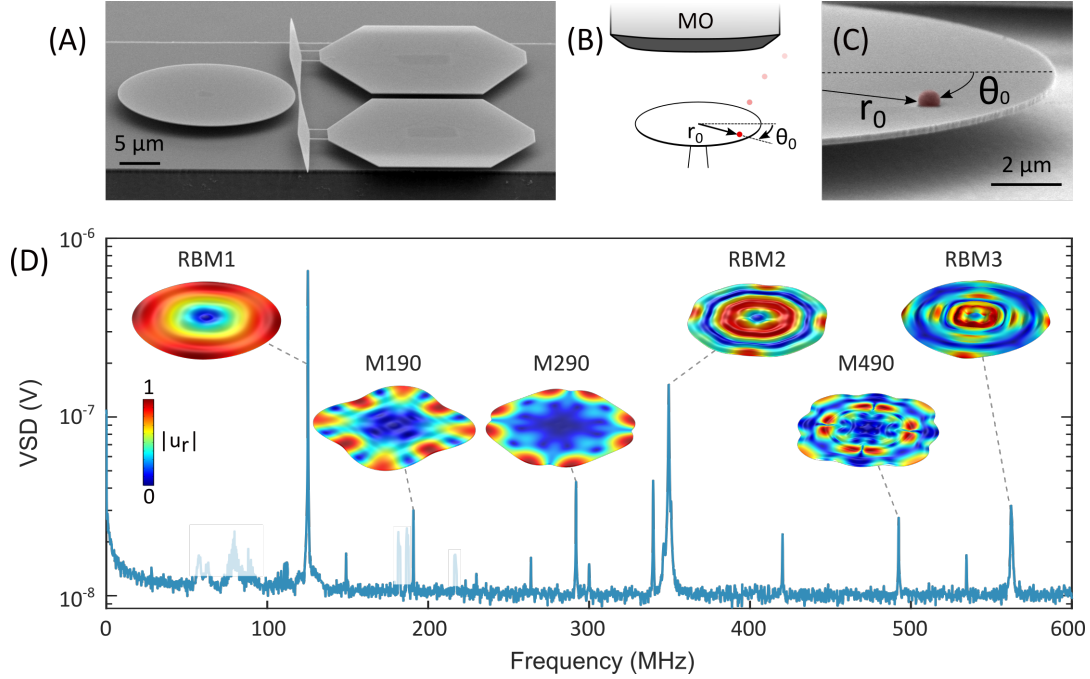 (A)
5 μm
(B)
MO
r₀
θ₀
(C)
r₀
θ₀
2 μm
(D)
RBM1
M190
M290
RBM2
M490
RBM3
1
|uᵣ|
0
VSD (V)
10⁻⁶
10⁻⁷
10⁻⁸
0 100 200 300 400 500 600
Frequency (MHz)